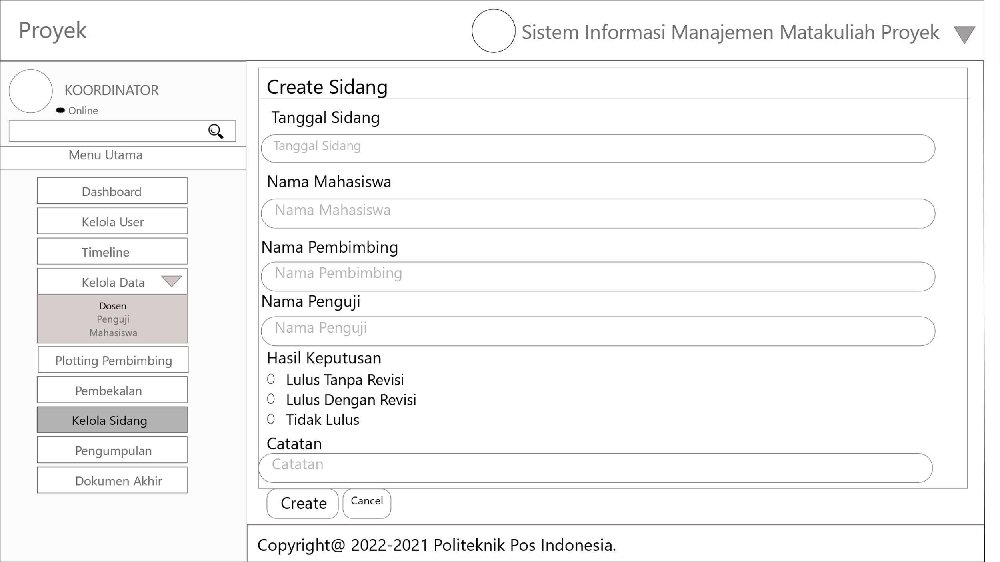 Proyek
Sistem Informasi Manajemen Matakuliah Proyek
KOORDINATOR
Online
Menu Utama
Dashboard
Kelola User
Timeline
Kelola Data
Dosen
Penguji
Mahasiswa
Plotting Pembimbing
Pembekalan
Kelola Sidang
Pengumpulan
Dokumen Akhir
Create Sidang
Tanggal Sidang
Tanggal Sidang
Nama Mahasiswa
Nama Mahasiswa
Nama Pembimbing
Nama Pembimbing
Nama Penguji
Nama Penguji
Hasil Keputusan
Lulus Tanpa Revisi
Lulus Dengan Revisi
Tidak Lulus
Catatan
Catatan
Create
Cancel
Copyright@ 2022-2021 Politeknik Pos Indonesia.